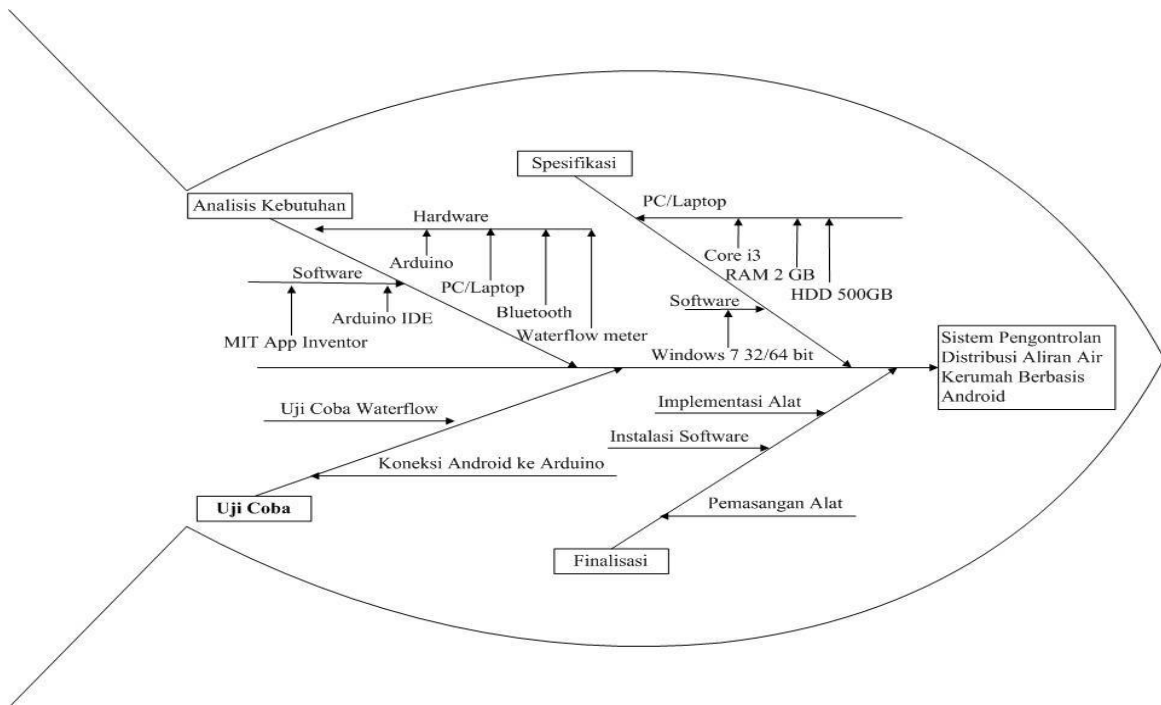 Spesifikasi
Analisis Kebutuhan
PC/Laptop
Hardware
Core i3
Arduino
RAM 2 GB
Software
PC/Laptop
HDD 500GB
Bluetooth
Software
Arduino IDE
Waterflow meter
MIT App Inventor
Windows 7 32/64 bit
Sistem Pengontrolan
Distribusi Aliran Air
Kerumah Berbasis
Android
Implementasi Alat
Uji Coba Waterflow
Instalasi Software
Koneksi Android ke Arduino
Uji Coba
Pemasangan Alat
Finalisasi